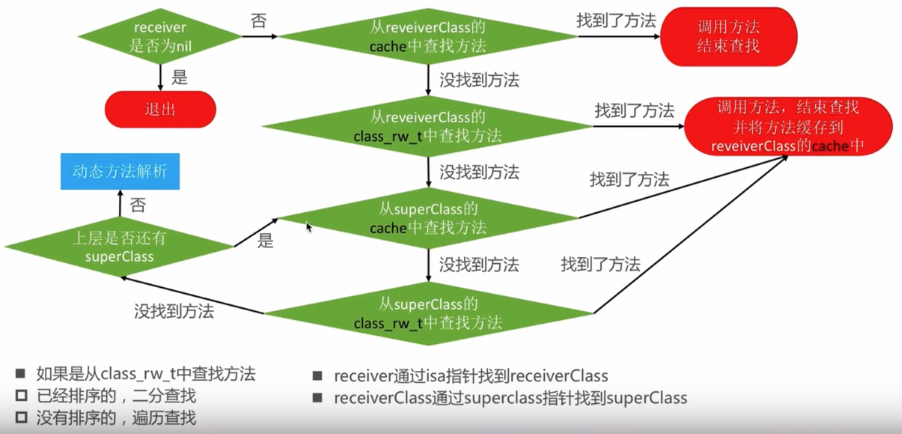 receiver
是否为nil
否
从reveiverClass的
cache中查找方法
找到了方法
调用方法
结束查找
是
没找到方法
退出
从reveiverClass的
class_rw_t中查找方法
找到了方法
调用方法，结束查找
并将方法缓存到
reveiverClass的cache中
动态方法解析
没找到方法
找到了方法
否
从superClass的
cache中查找方法
上层是否还有
superClass
是
没找到方法
找到了方法
没找到方法
从superClass的
class_rw_t中查找方法
如果是从class_rw_t中查找方法
已经排序的，二分查找
没有排序的，遍历查找
receiver通过isa指针找到receiverClass
receiverClass通过superclass指针找到superClass